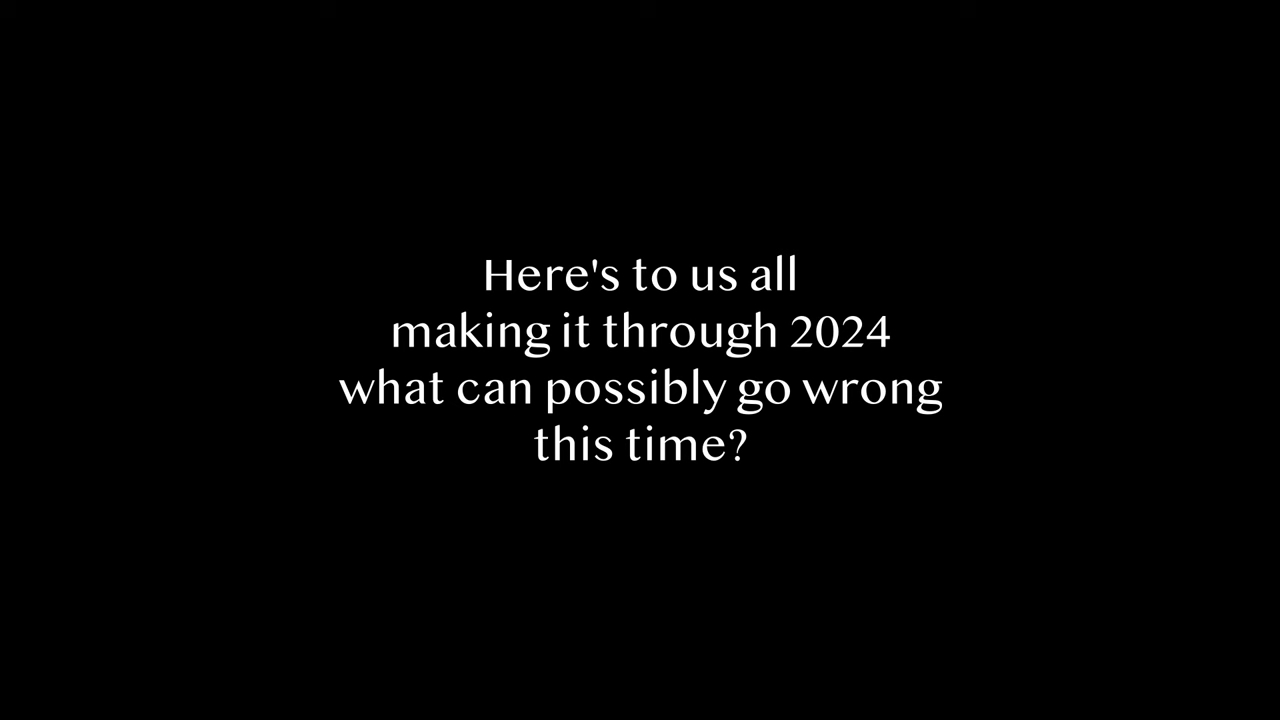 Here's to us all
making it through 2024
what can possibly go wrong
this time?